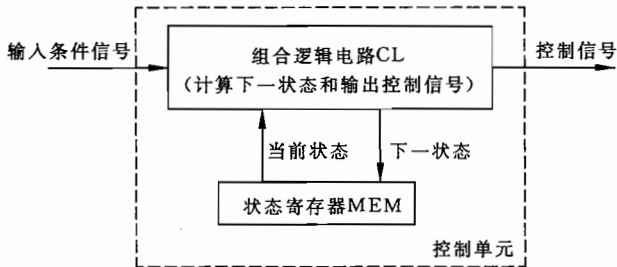 输入条件信号
组合逻辑电路CL
(计算下一状态和输出控制信号)
控制信号
当前状态
下一状态
状态寄存器MEM
控制单元